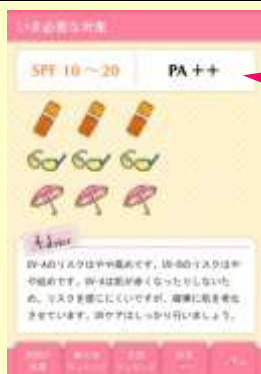 いま必要な対策
SPF 10～20 PA++
Advice
UV-Aのリスクはやや高めです。UV-Bのリスクはや
や低めです。UV-Aは肌が赤くなったりしないた
め、リスクを感じにくいですが、確実に肌を老化
させています。UVケアはしっかり行いましょう。